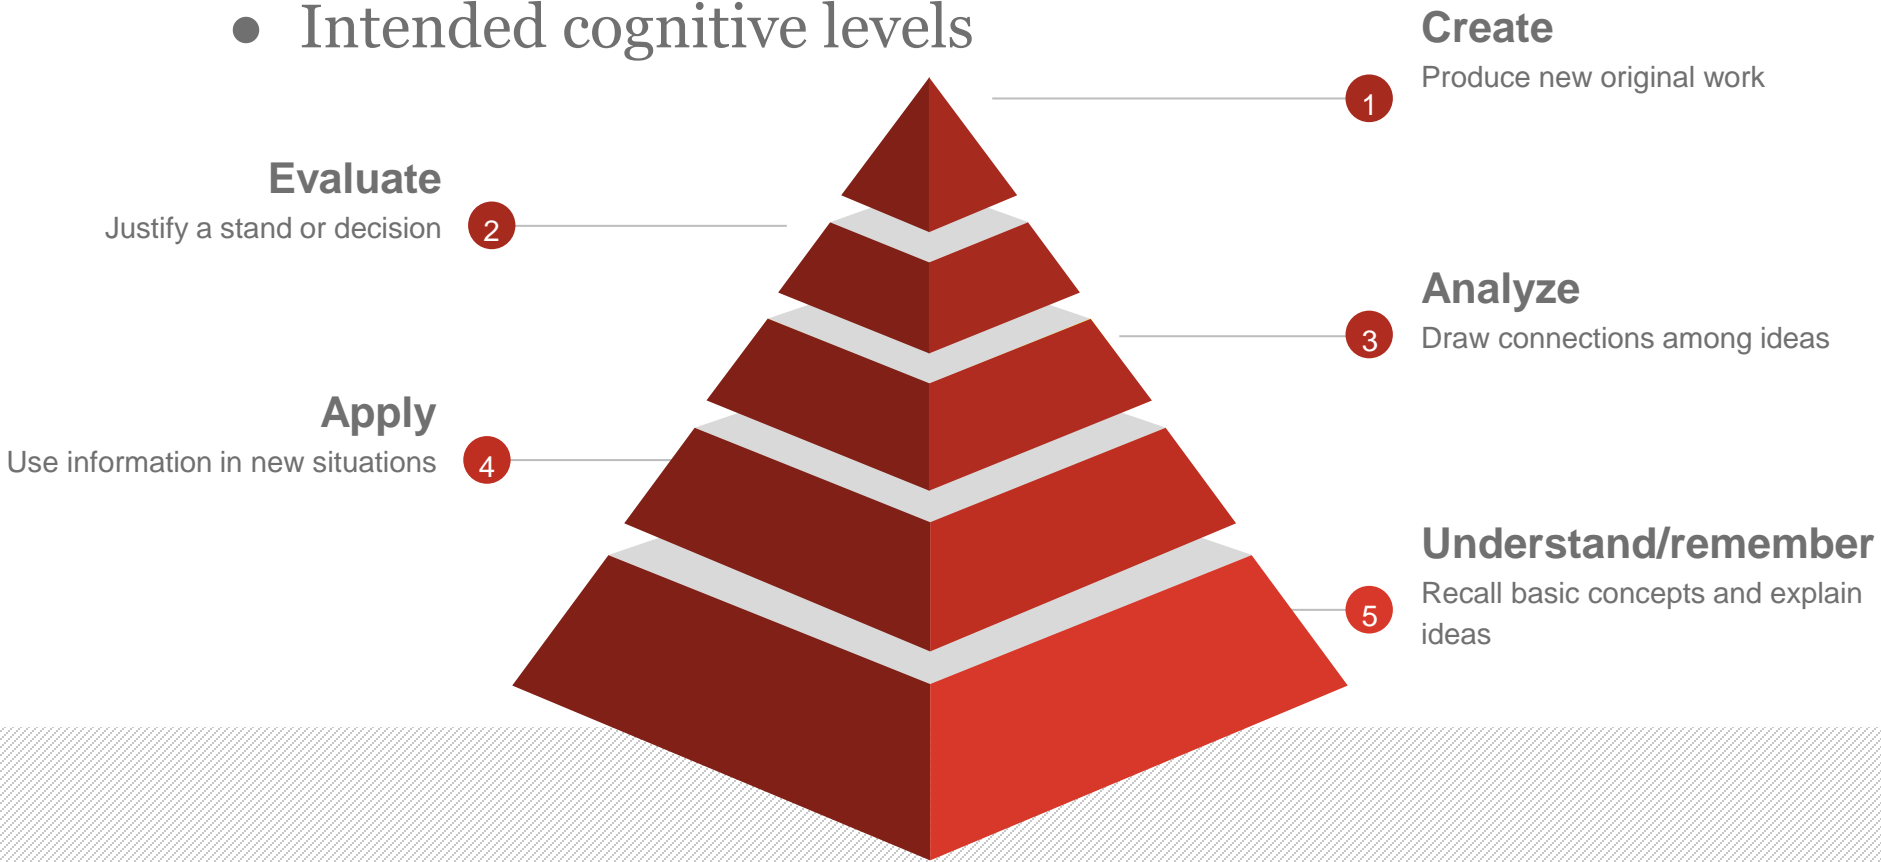 ● Intended cognitive levels
Create
Produce new original work
1
Evaluate
Justify a stand or decision
2
Analyze
Draw connections among ideas
3
Apply
Use information in new situations
4
Understand/remember
Recall basic concepts and explain
ideas
5